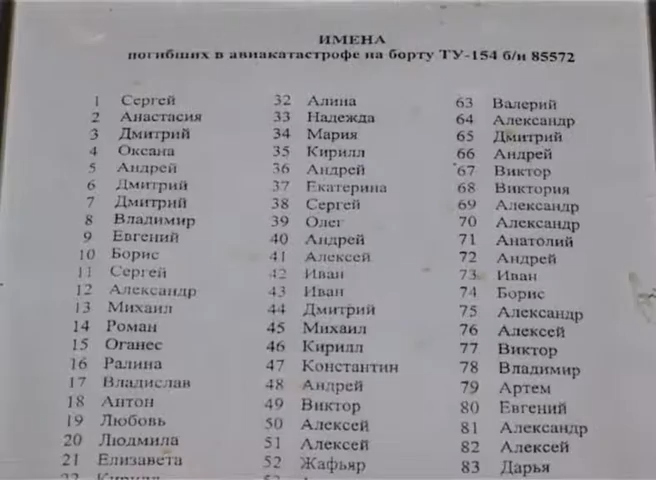 ИМЕНА
погибших в авиакатастрофе на борту ТУ-154 б/н 85572
1 Сергей
2 Анастасия
3 Дмитрий
4 Оксана
5 Андрей
6 Дмитрий
7 Дмитрий
8 Владимир
9 Евгений
10 Борис
11 Сергей
12 Александр
13 Михаил
14 Роман
15 Оганес
16 Ралина
17 Владислав
18 Антон
19 Любовь
20 Людмила
21 Елизавета
22 Кирилл
32 Алина
33 Надежда
34 Мария
35 Кирилл
36 Андрей
37 Екатерина
38 Сергей
39 Олег
40 Андрей
41 Алексей
42 Иван
43 Иван
44 Дмитрий
45 Михаил
46 Кирилл
47 Константин
48 Андрей
49 Виктор
50 Алексей
51 Алексей
52 Жафьяр
63 Валерий
64 Александр
65 Дмитрий
66 Андрей
67 Виктор
68 Виктория
69 Александр
70 Александр
71 Анатолий
72 Андрей
73 Иван
74 Борис
75 Александр
76 Алексей
77 Виктор
78 Владимир
79 Артем
80 Евгений
81 Александр
82 Алексей
83 Дарья